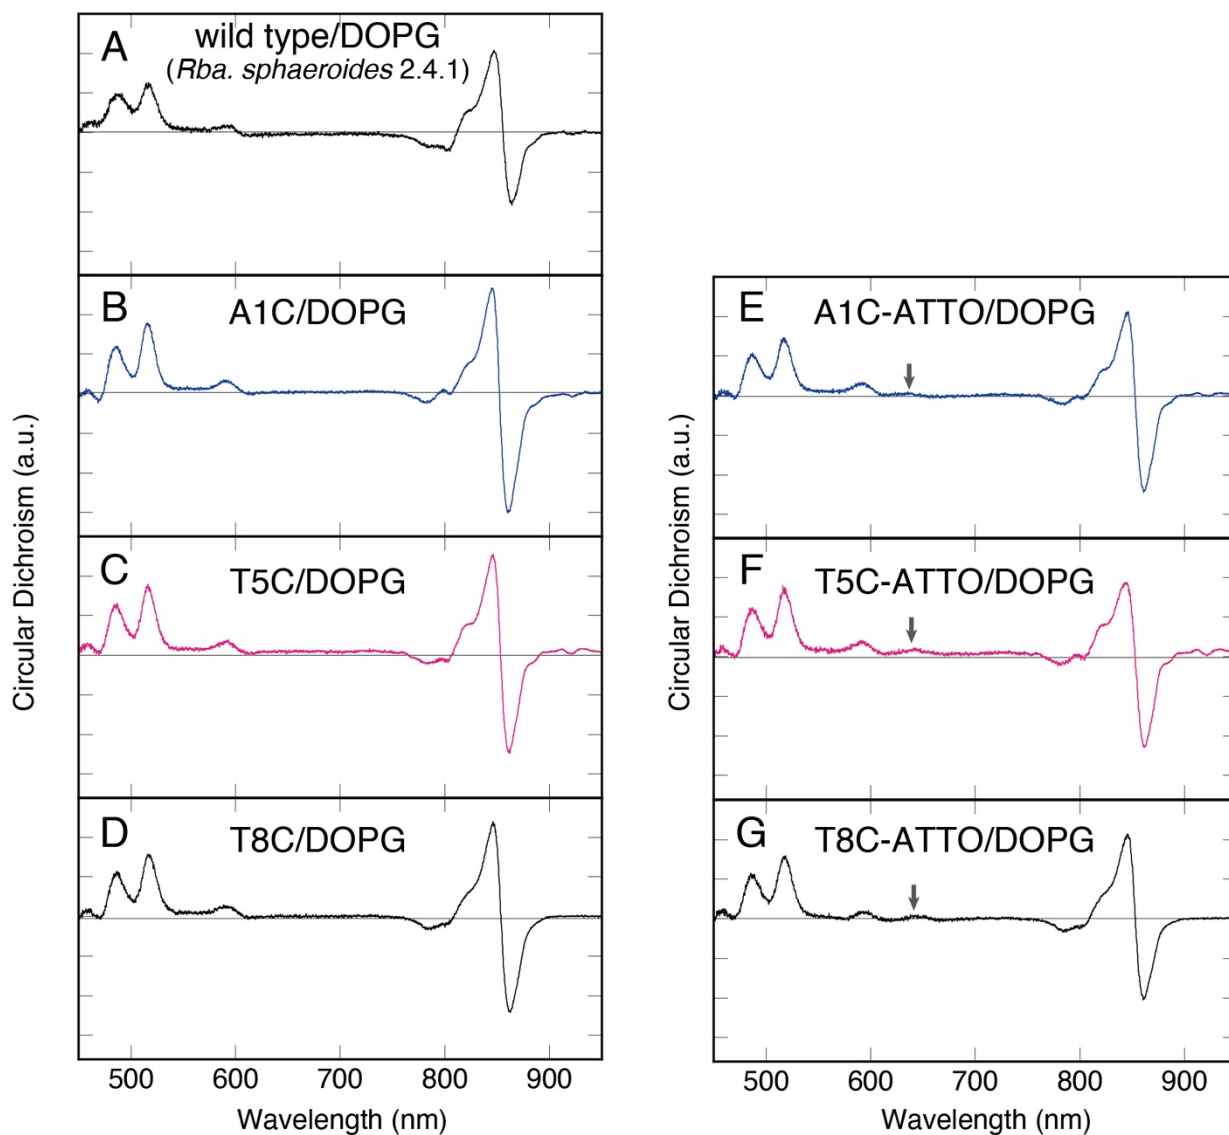 A
wild type/DOPG
(Rba. sphaeroides 2.4.1)
B
A1C/DOPG
C
T5C/DOPG
D
T8C/DOPG
Circular Dichroism (a.u.)
500 600 700 800 900
Wavelength (nm)
E
A1C-ATTO/DOPG
F
T5C-ATTO/DOPG
G
T8C-ATTO/DOPG
Circular Dichroism (a.u.)
500 600 700 800 900
Wavelength (nm)